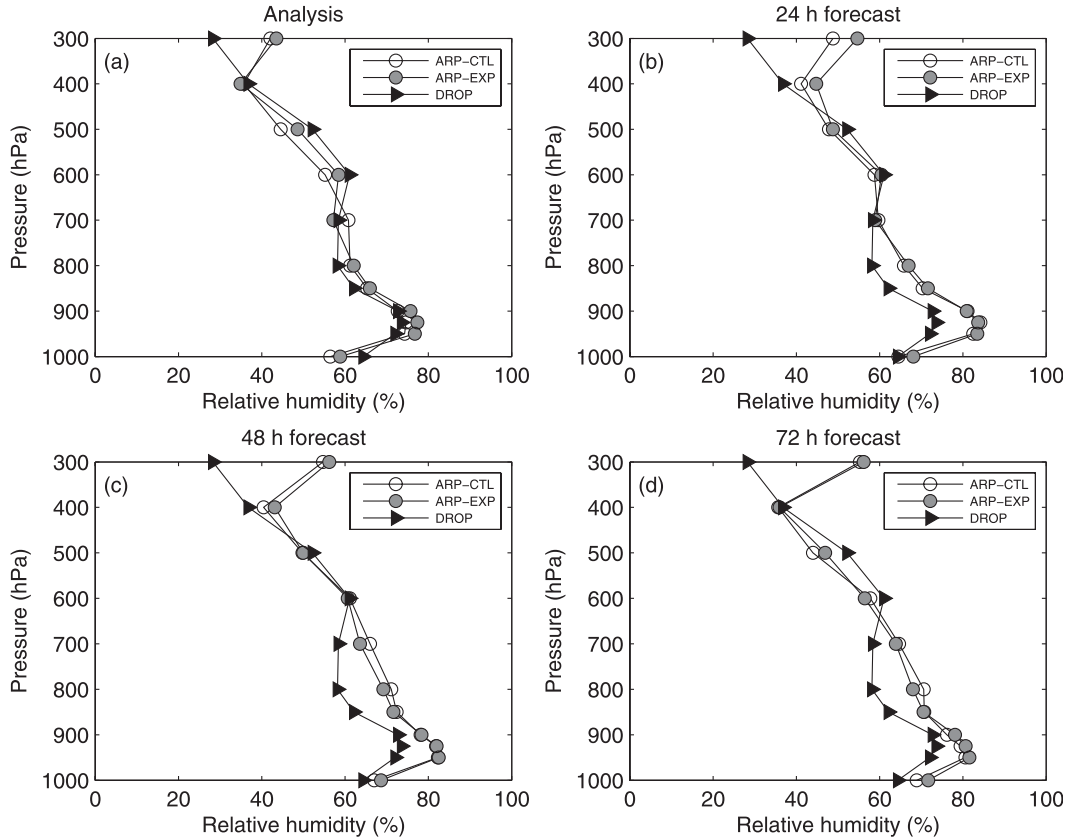 Analysis
(a)
ARP-CTL
ARP-EXP
DROP
300
400
500
600
700
800
900
1000
Pressure (hPa)
0 20 40 60 80 100
Relative humidity (%)
24 h forecast
(b)
ARP-CTL
ARP-EXP
DROP
300
400
500
600
700
800
900
1000
Pressure (hPa)
0 20 40 60 80 100
Relative humidity (%)
48 h forecast
(c)
ARP-CTL
ARP-EXP
DROP
300
400
500
600
700
800
900
1000
Pressure (hPa)
0 20 40 60 80 100
Relative humidity (%)
72 h forecast
(d)
ARP-CTL
ARP-EXP
DROP
300
400
500
600
700
800
900
1000
Pressure (hPa)
0 20 40 60 80 100
Relative humidity (%)